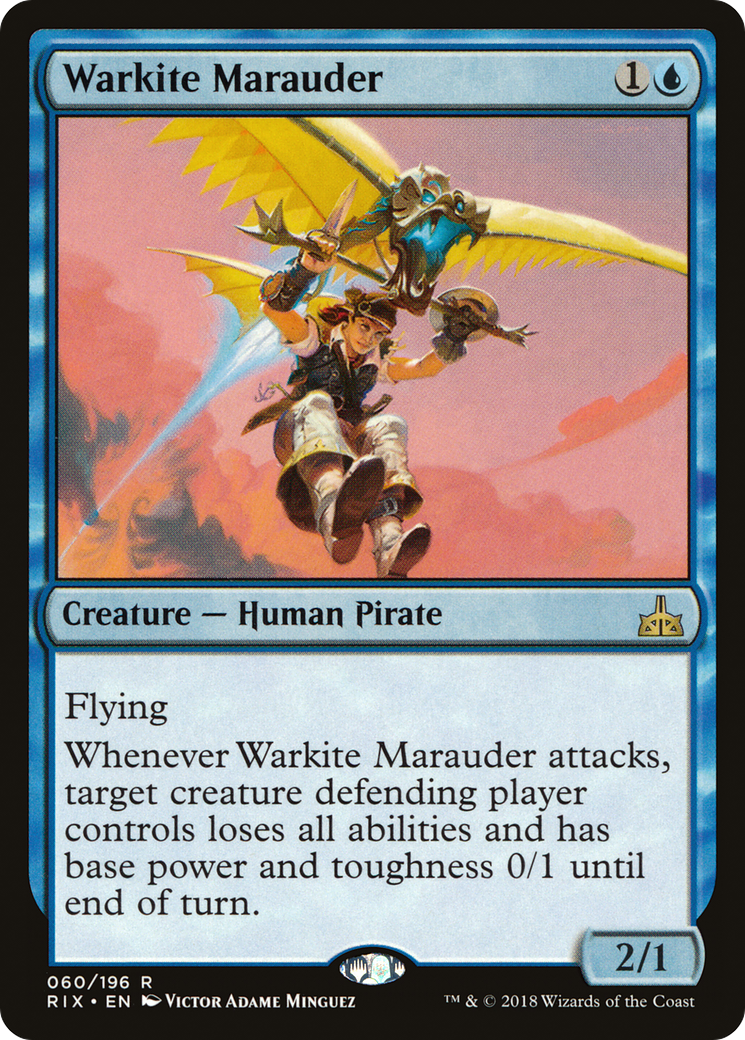 Warkite Marauder 1
Creature — Human Pirate
Flying
Whenever Warkite Marauder attacks,
target creature defending player
controls loses all abilities and has
base power and toughness 0/1 until
end of turn.
2/1
060/196 R
RIX • EN Victor Adame Minguez
™ & © 2018 Wizards of the Coast